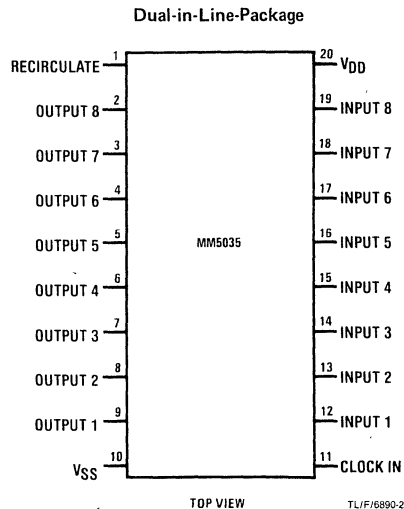 Dual-in-Line-Package
RECIRCULATE 1 20 VDD
OUTPUT 8 2 19 INPUT 8
OUTPUT 7 3 18 INPUT 7
OUTPUT 6 4 17 INPUT 6
OUTPUT 5 5 MM5035 16 INPUT 5
OUTPUT 4 6 15 INPUT 4
OUTPUT 3 7 14 INPUT 3
OUTPUT 2 8 13 INPUT 2
OUTPUT 1 9 12 INPUT 1
VSS 10 11 CLOCK IN
TOP VIEW
TL/F/6890-2